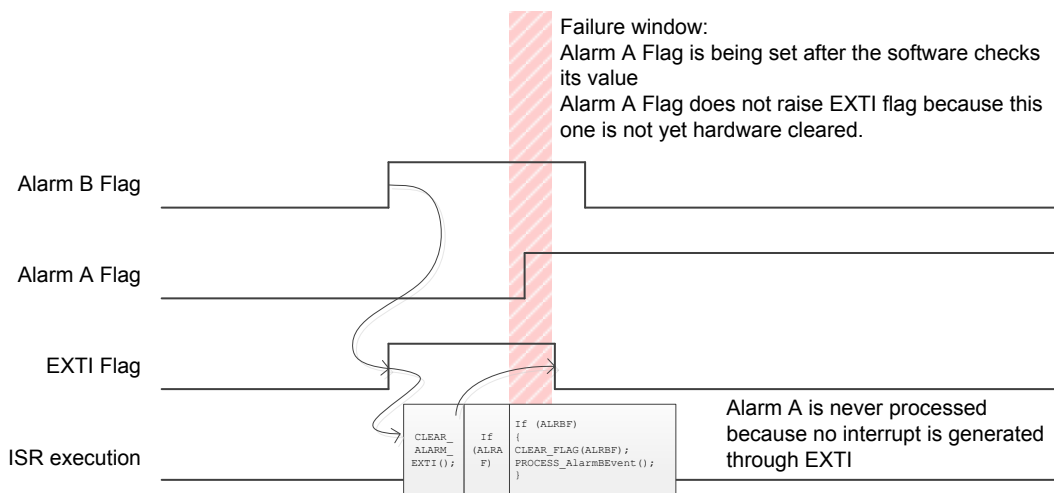 Failure window:
Alarm A Flag is being set after the software checks
its value
Alarm A Flag does not raise EXTI flag because this
one is not yet hardware cleared.
Alarm B Flag
Alarm A Flag
EXTI Flag
ISR execution
CLEAR_
ALARM_
EXTI();
If
(ALRA
F)
If (ALRBF)
{
CLEAR_FLAG(ALRBF);
PROCESS_AlarmBEvent();
}
Alarm A is never processed
because no interrupt is generated
through EXTI